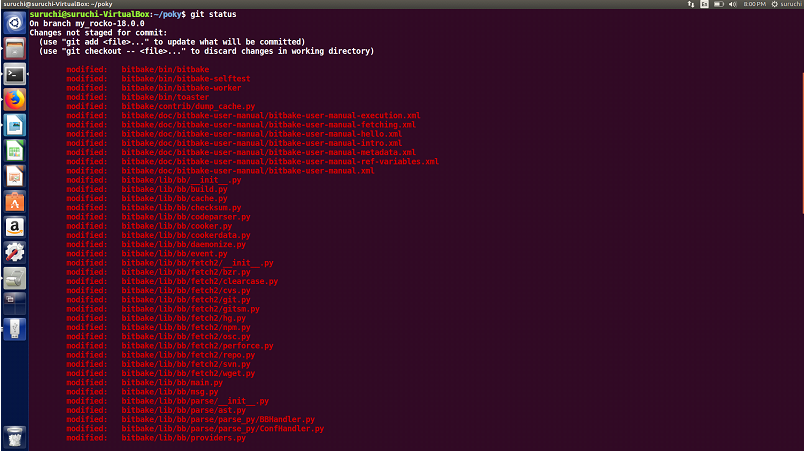 suruchi@suruchi-VirtualBox: ~/poky
En
8:00 PM
suruchi
suruchi@suruchi-VirtualBox:~/poky$ git status
On branch my_rocko-18.0.0
Changes not staged for commit:
(use "git add <file>..." to update what will be committed)
(use "git checkout -- <file>..." to discard changes in working directory)
modified: bitbake/bin/bitbake
modified: bitbake/bin/bitbake-selftest
modified: bitbake/bin/bitbake-worker
modified: bitbake/bin/toaster
modified: bitbake/contrib/dump_cache.py
modified: bitbake/doc/bitbake-user-manual/bitbake-user-manual-execution.xml
modified: bitbake/doc/bitbake-user-manual/bitbake-user-manual-fetching.xml
modified: bitbake/doc/bitbake-user-manual/bitbake-user-manual-hello.xml
modified: bitbake/doc/bitbake-user-manual/bitbake-user-manual-intro.xml
modified: bitbake/doc/bitbake-user-manual/bitbake-user-manual-metadata.xml
modified: bitbake/doc/bitbake-user-manual/bitbake-user-manual-ref-variables.xml
modified: bitbake/doc/bitbake-user-manual/bitbake-user-manual.xml
modified: bitbake/lib/bb/__init__.py
modified: bitbake/lib/bb/build.py
modified: bitbake/lib/bb/cache.py
modified: bitbake/lib/bb/checksum.py
modified: bitbake/lib/bb/codeparser.py
modified: bitbake/lib/bb/cooker.py
modified: bitbake/lib/bb/cookerdata.py
modified: bitbake/lib/bb/daemonize.py
modified: bitbake/lib/bb/event.py
modified: bitbake/lib/bb/fetch2/__init__.py
modified: bitbake/lib/bb/fetch2/bzr.py
modified: bitbake/lib/bb/fetch2/clearcase.py
modified: bitbake/lib/bb/fetch2/cvs.py
modified: bitbake/lib/bb/fetch2/git.py
modified: bitbake/lib/bb/fetch2/gitsm.py
modified: bitbake/lib/bb/fetch2/hg.py
modified: bitbake/lib/bb/fetch2/npm.py
modified: bitbake/lib/bb/fetch2/osc.py
modified: bitbake/lib/bb/fetch2/perforce.py
modified: bitbake/lib/bb/fetch2/repo.py
modified: bitbake/lib/bb/fetch2/svn.py
modified: bitbake/lib/bb/fetch2/wget.py
modified: bitbake/lib/bb/main.py
modified: bitbake/lib/bb/msg.py
modified: bitbake/lib/bb/parse/__init__.py
modified: bitbake/lib/bb/parse/ast.py
modified: bitbake/lib/bb/parse/parse_py/BBHandler.py
modified: bitbake/lib/bb/parse/parse_py/ConfHandler.py
modified: bitbake/lib/bb/providers.py